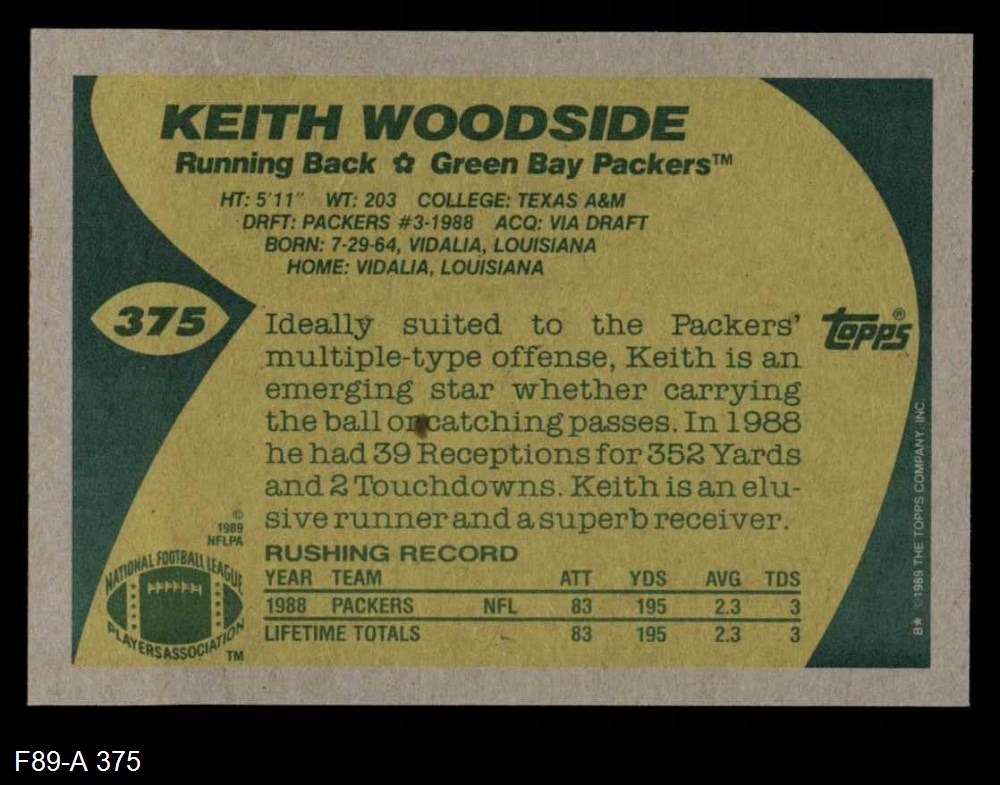 KEITH WOODSIDE
Running Back ✿ Green Bay Packers™
HT: 5'11" WT: 203 COLLEGE: TEXAS A&M
DRFT: PACKERS #3-1988 ACQ: VIA DRAFT
BORN: 7-29-64, VIDALIA, LOUISIANA
HOME: VIDALIA, LOUISIANA
375
Ideally suited to the Packers'
multiple-type offense, Keith is an
emerging star whether carrying
the ball or catching passes. In 1988
he had 39 Receptions for 352 Yards
and 2 Touchdowns. Keith is an elu-
sive runner and a superb receiver.
topps®
©
1989
NFLPA
NATIONAL FOOTBALL LEAGUE
PLAYERS ASSOCIATION
TM
RUSHING RECORD
YEAR TEAM ATT YDS AVG TDS
1988 PACKERS NFL 83 195 2.3 3
LIFETIME TOTALS 83 195 2.3 3
B* ©1989 THE TOPPS COMPANY, INC.
F89-A 375